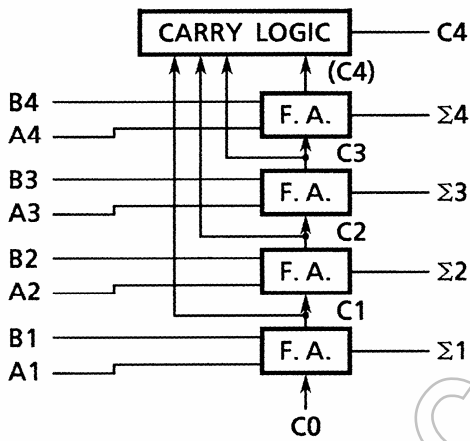 CARRY LOGIC
C4
(C4)
B4
F. A.
Σ4
A4
C3
B3
F. A.
Σ3
A3
C2
B2
F. A.
Σ2
A2
C1
B1
F. A.
Σ1
A1
C0